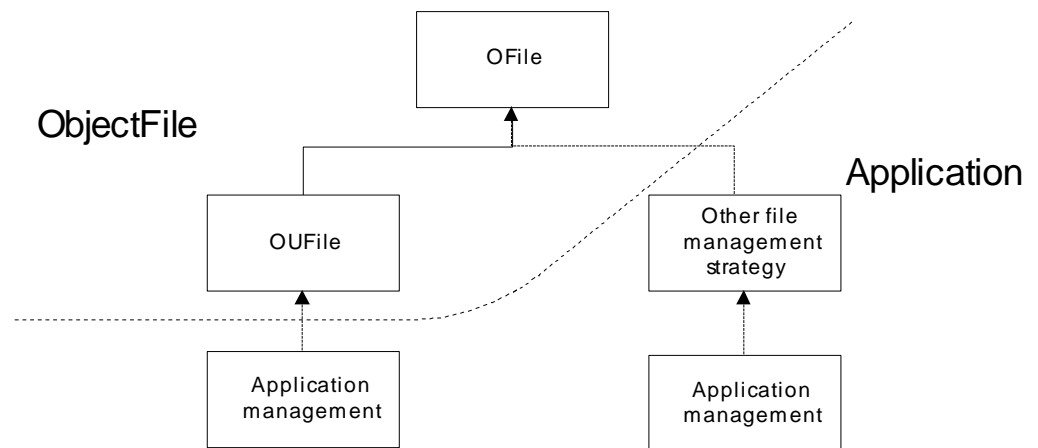 OFile
ObjectFile
Application
OUFile
Other file
management
strategy
Application
management
Application
management